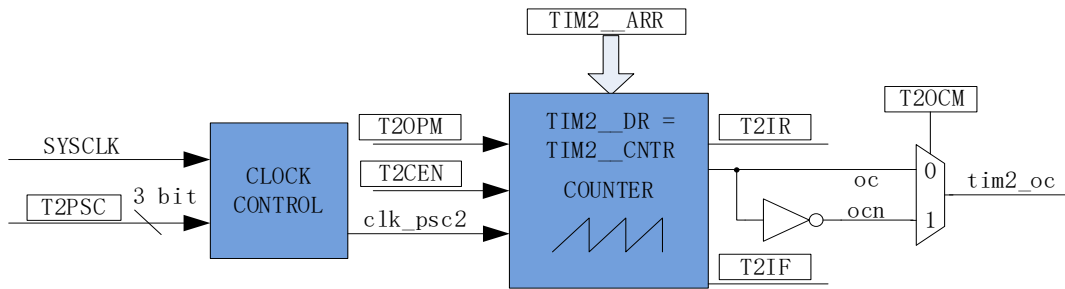 TIM2__ARR
SYSCLK
T2PSC
3 bit
CLOCK
CONTROL
T2OPM
T2CEN
clk_psc2
TIM2__DR =
TIM2__CNTR
COUNTER
T2IR
oc
ocn
T2IF
T2OCM
0
1
tim2_oc